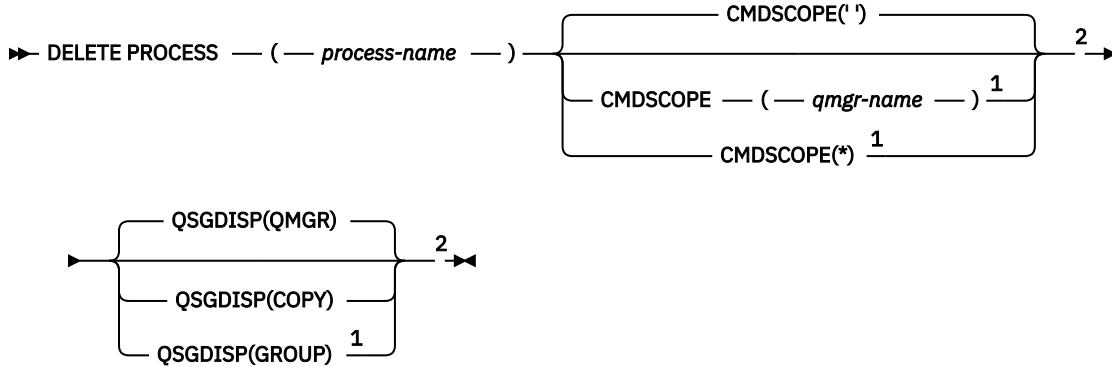 CMDSCOPE(' ')
DELETE PROCESS ( process-name ) 2
CMDSCOPE ( qmgr-name ) 1
CMDSCOPE(*) 1
QSGDISP(QMGR)
2
QSGDISP(COPY)
QSGDISP(GROUP) 1